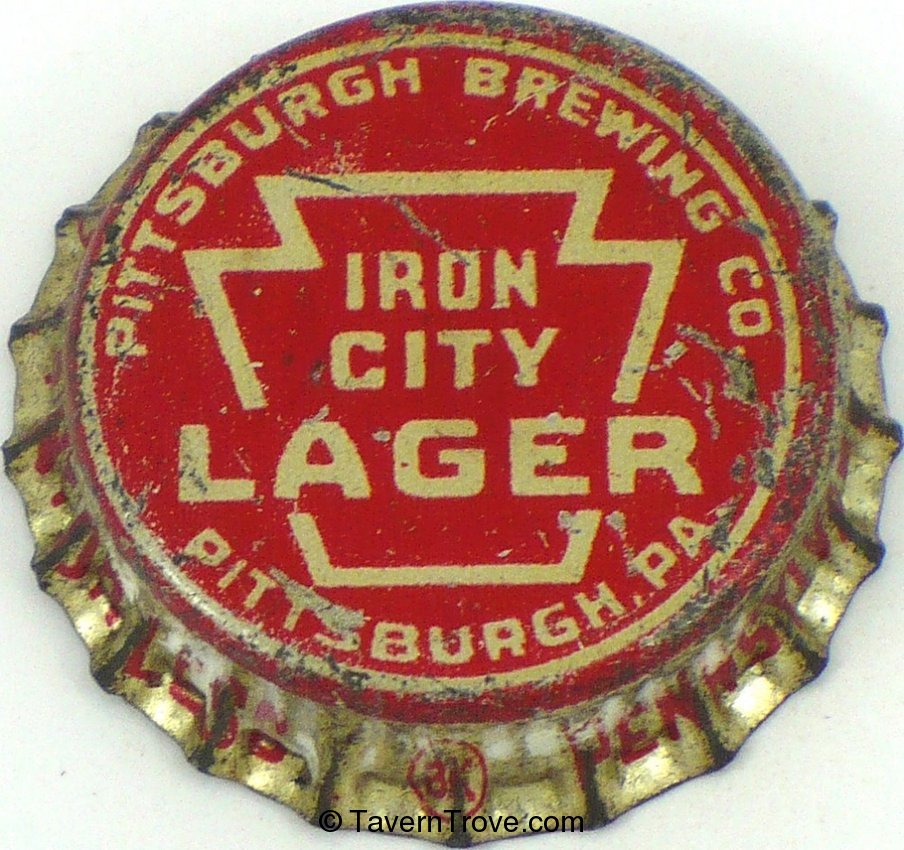 PITTSBURGH BREWING CO.
IRON
CITY
LAGER
PITTSBURGH, PA.
© TavernTrove.com